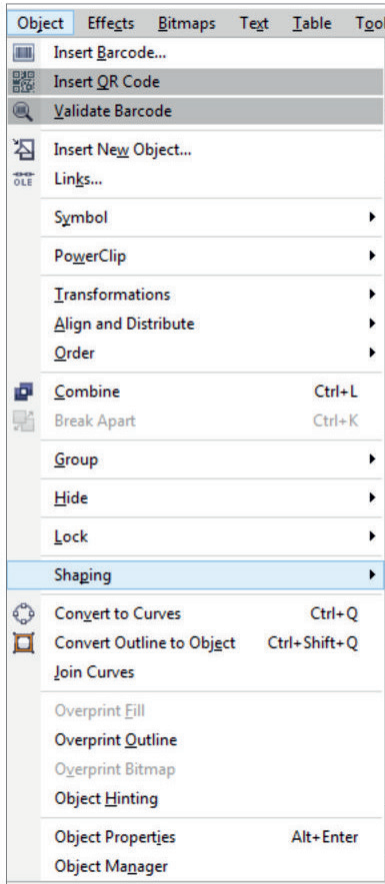 Object Effects Bitmaps Text Table Tool
Insert Barcode...
Insert QR Code
Validate Barcode
Insert New Object...
OLE Links...
Symbol
PowerClip
Transformations
Align and Distribute
Order
Combine Ctrl+L
Break Apart Ctrl+K
Group
Hide
Lock
Shaping
Convert to Curves Ctrl+Q
Convert Outline to Object Ctrl+Shift+Q
Join Curves
Overprint Fill
Overprint Outline
Overprint Bitmap
Object Hinting
Object Properties Alt+Enter
Object Manager